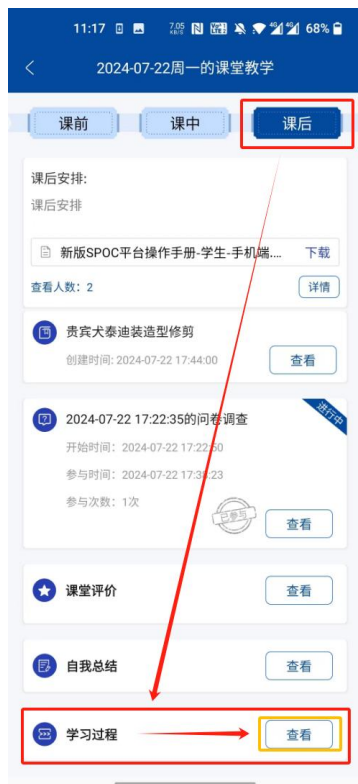 11:17 7.05 KB/S 4G 4G 68%
2024-07-22周一的课堂教学
课前 课中 课后
课后安排:
课后安排
新版SPOC平台操作手册-学生-手机端.... 下载
查看人数：2 详情
贵宾犬泰迪装造型修剪
创建时间: 2024-07-22 17:44:00 查看
进行中
2024-07-22 17:22:35的问卷调查
开始时间：2024-07-22 17:22:50
参与时间：2024-07-22 17:38:23
参与次数：1次
已参与 查看
课堂评价 查看
自我总结 查看
学习过程 查看